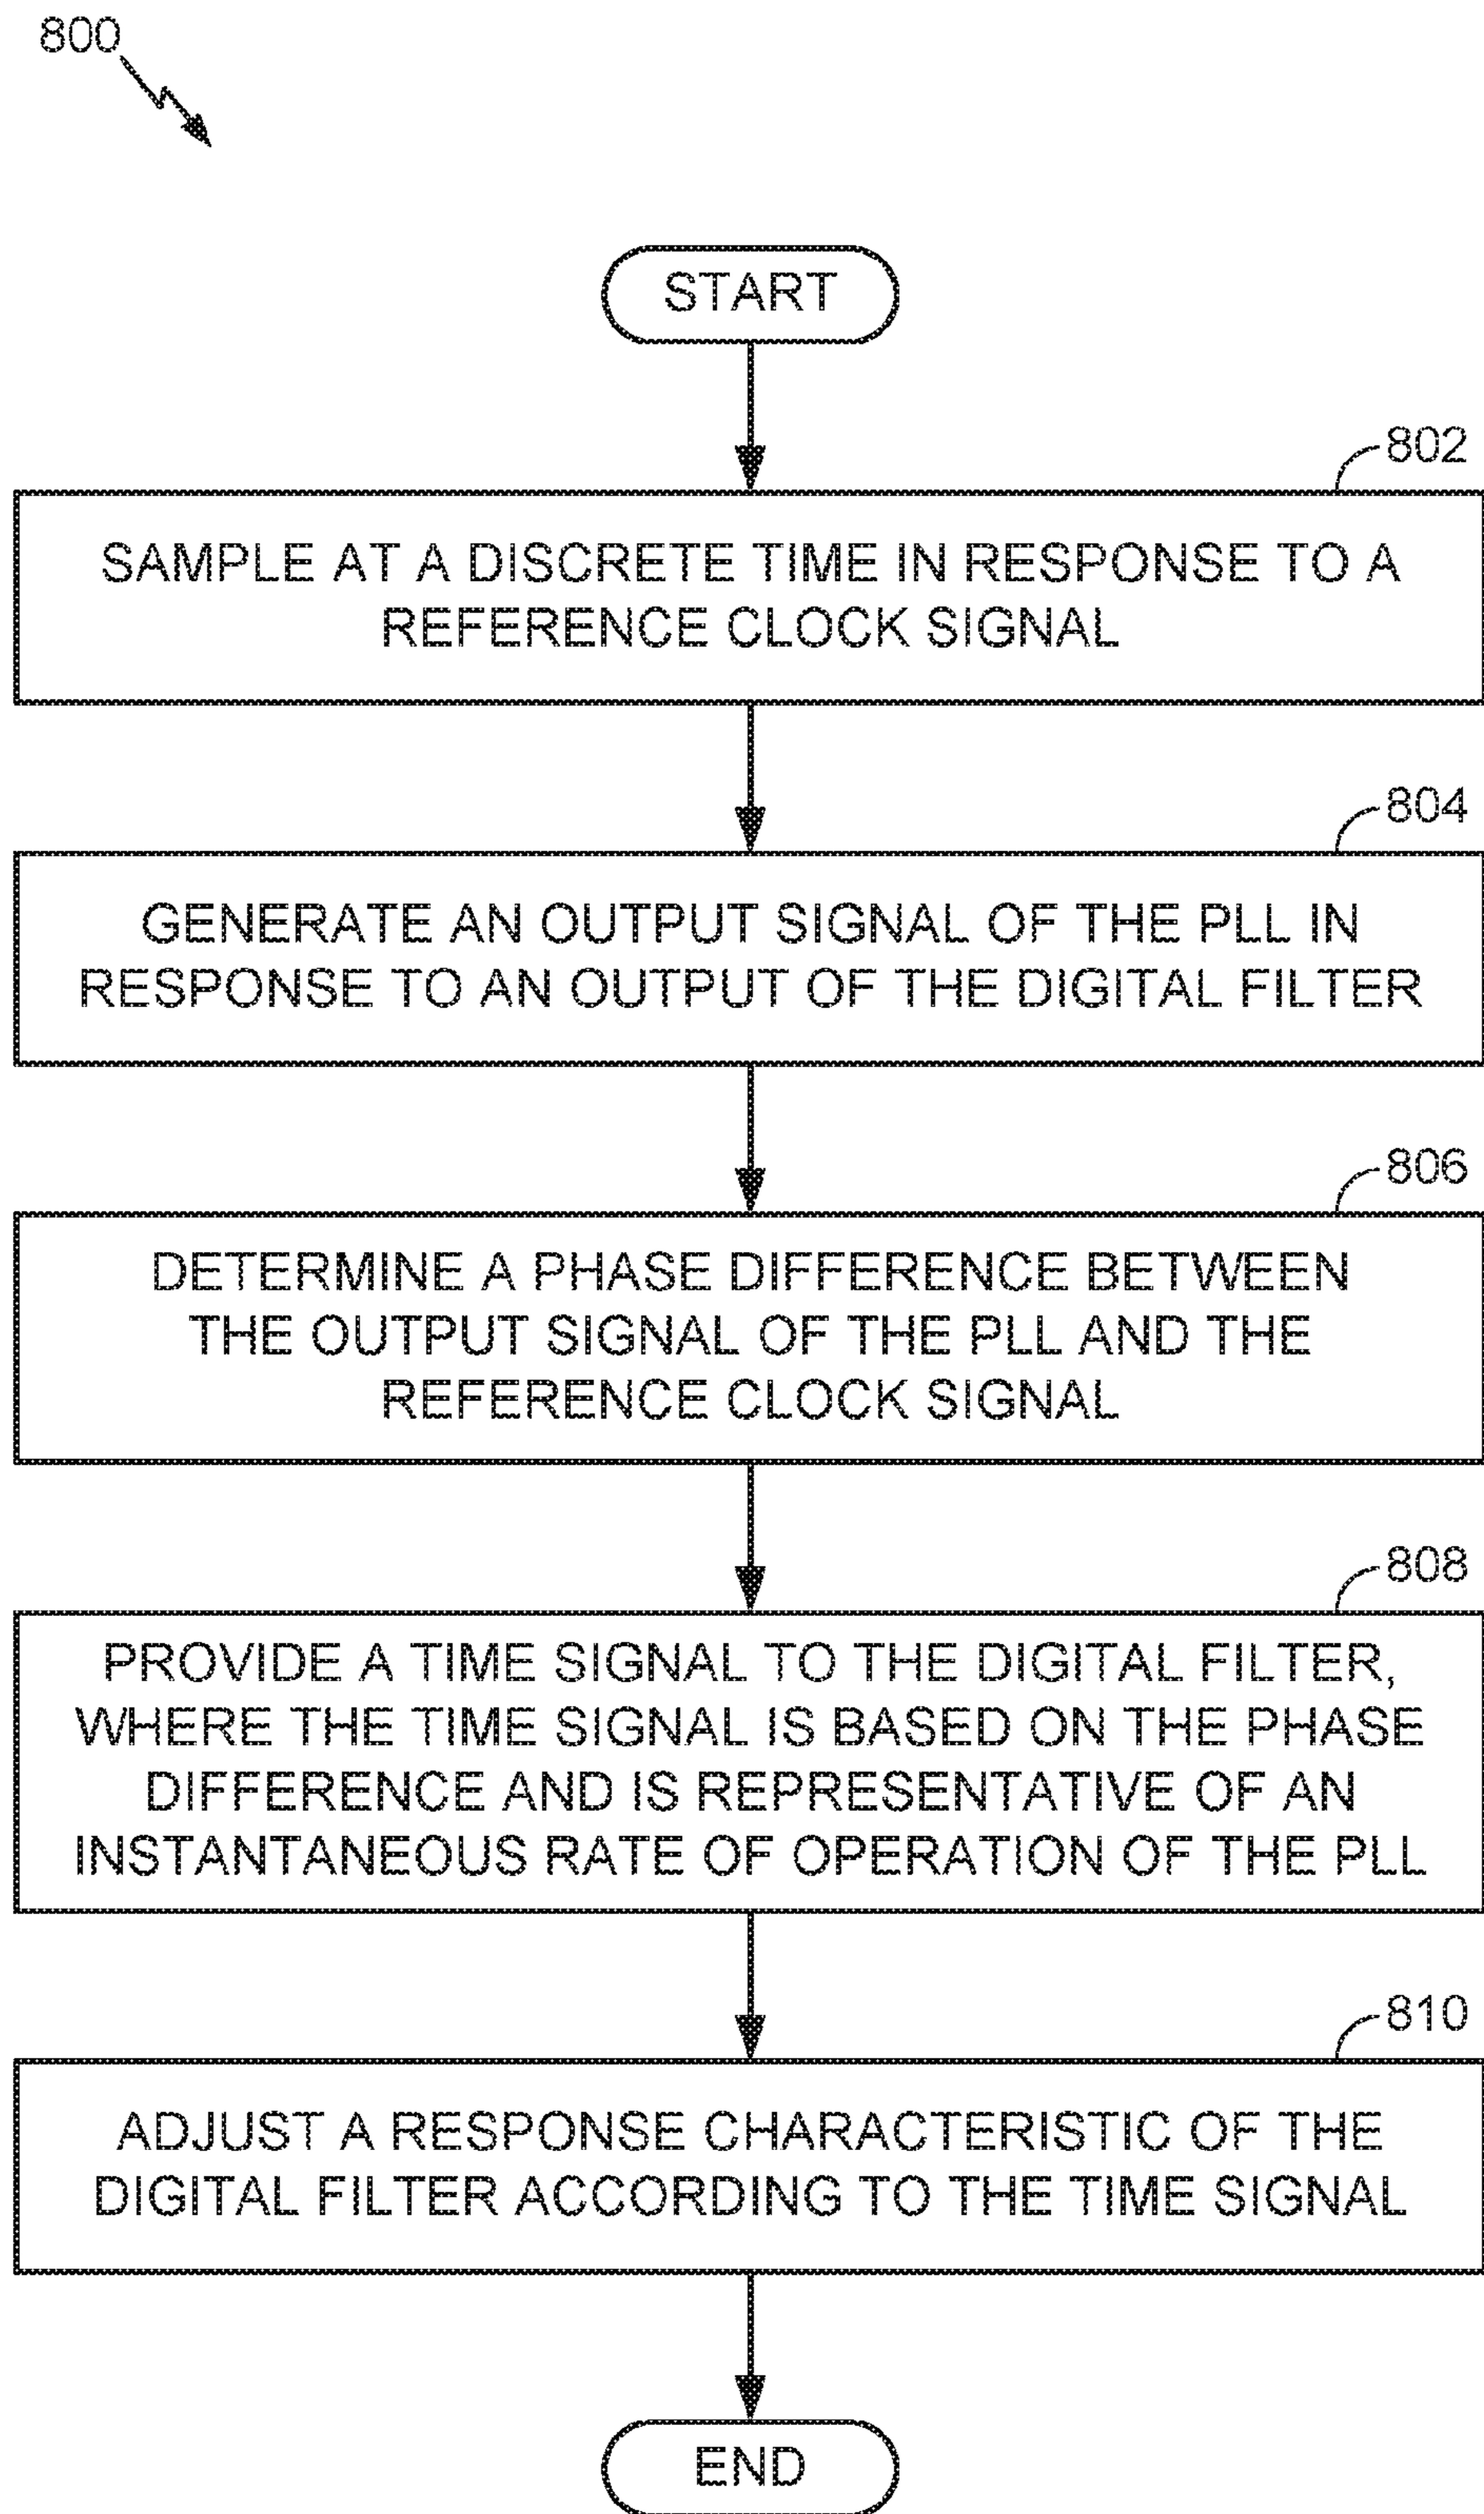 800
START
802
SAMPLE AT A DISCRETE TIME IN RESPONSE TO A
REFERENCE CLOCK SIGNAL
804
GENERATE AN OUTPUT SIGNAL OF THE PLL IN
RESPONSE TO AN OUTPUT OF THE DIGITAL FILTER
806
DETERMINE A PHASE DIFFERENCE BETWEEN
THE OUTPUT SIGNAL OF THE PLL AND THE
REFERENCE CLOCK SIGNAL
808
PROVIDE A TIME SIGNAL TO THE DIGITAL FILTER,
WHERE THE TIME SIGNAL IS BASED ON THE PHASE
DIFFERENCE AND IS REPRESENTATIVE OF AN
INSTANTANEOUS RATE OF OPERATION OF THE PLL
810
ADJUST A RESPONSE CHARACTERISTIC OF THE
DIGITAL FILTER ACCORDING TO THE TIME SIGNAL
END